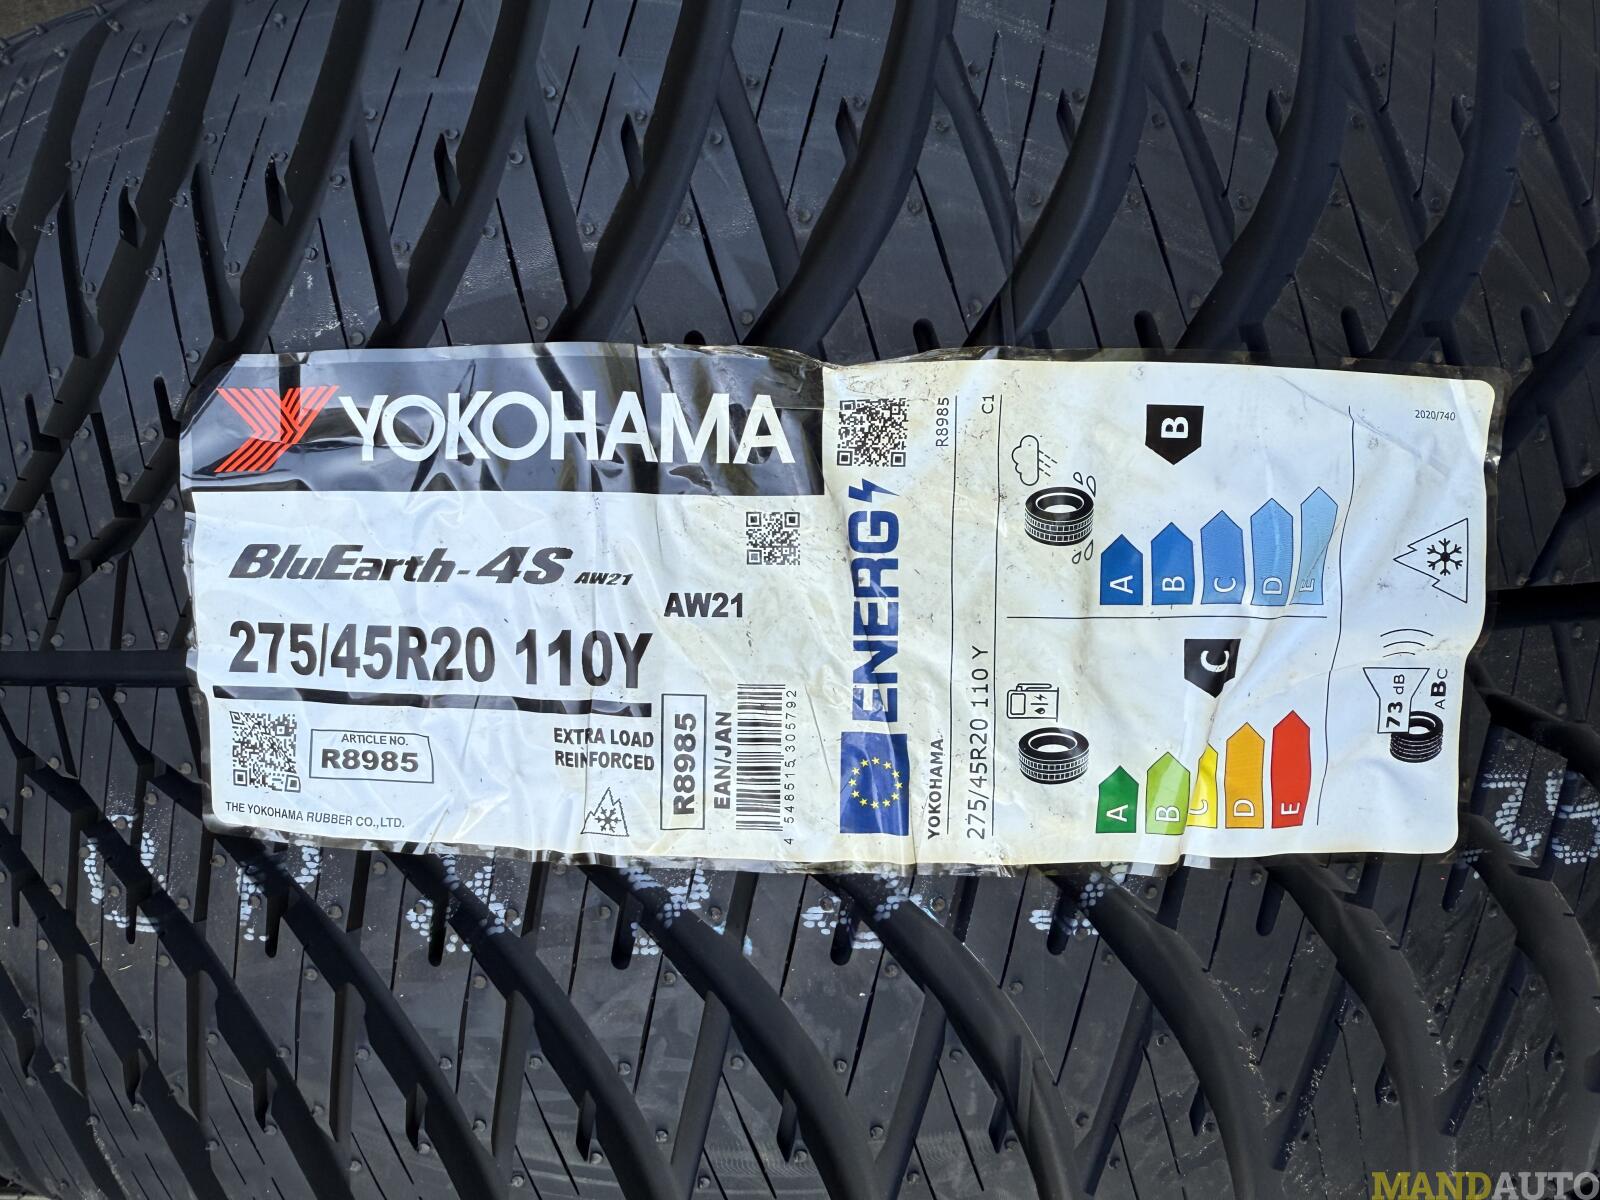 YOKOHAMA
BluEarth-4S AW21
AW21
275/45R20 110Y
ARTICLE NO.
R8985
EXTRA LOAD
REINFORCED
THE YOKOHAMA RUBBER CO.,LTD.
R8985
EAN/JAN
4 548515 305792
ENERG
R8985
YOKOHAMA
275/45R20 110 Y
C1
B
A
B
C
D
E
C
A
B
C
D
E
2020/740
73 dB
ABC
MANDAUTO